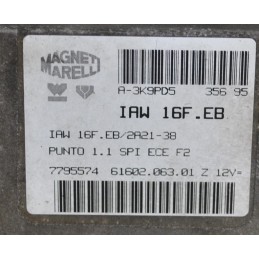 MAGNETI
MARELLI
A-3K9PD5 356 95
IAW 16F.EB
IAW 16F.EB/2A21-38
PUNTO 1.1 SPI ECE F2
7795574 61602.063.01 Z 12V=